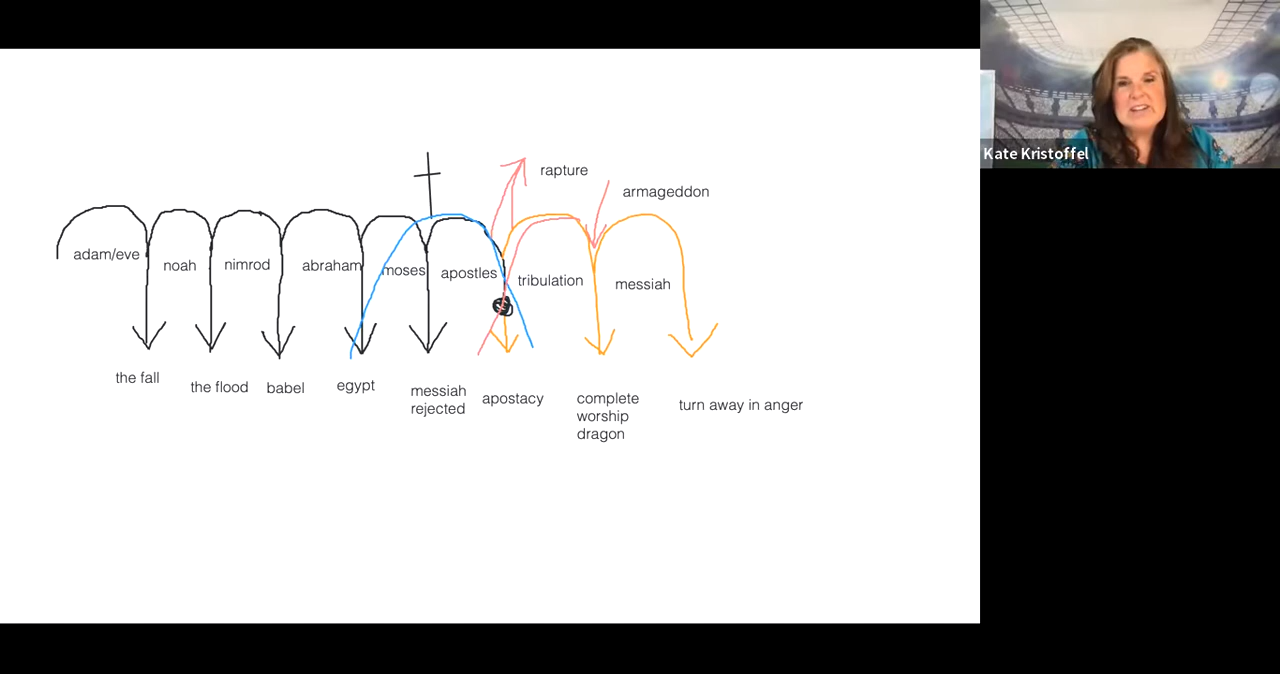 Kate Kristoffel
rapture
armageddon
adam/eve
noah
nimrod
abraham
moses
apostles
tribulation
messiah
the fall
the flood
babel
egypt
messiah
rejected
apostacy
complete
worship
dragon
turn away in anger